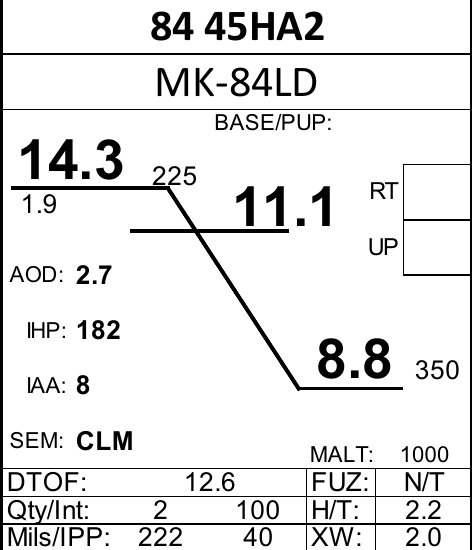 84 45HA2
MK-84LD
BASE/PUP:
14.3 225
1.9
11.1
RT
UP
AOD: 2.7
IHP: 182
IAA: 8
8.8 350
SEM: CLM
MALT: 1000
DTOF: 12.6 FUZ: N/T
Qty/Int: 2 100 H/T: 2.2
Mils/IPP: 222 40 XW: 2.0